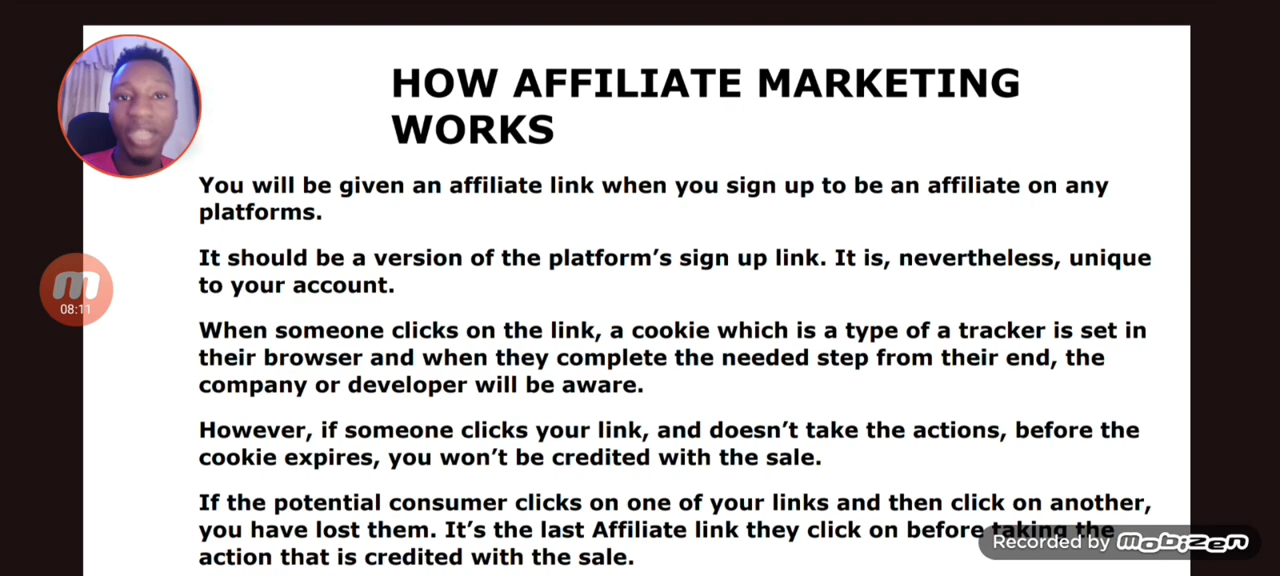 HOW AFFILIATE MARKETING
WORKS
You will be given an affiliate link when you sign up to be an affiliate on any
platforms.
It should be a version of the platform’s sign up link. It is, nevertheless, unique
to your account.
When someone clicks on the link, a cookie which is a type of a tracker is set in
their browser and when they complete the needed step from their end, the
company or developer will be aware.
However, if someone clicks your link, and doesn’t take the actions, before the
cookie expires, you won’t be credited with the sale.
If the potential consumer clicks on one of your links and then click on another,
you have lost them. It’s the last Affiliate link they click on before taking the
action that is credited with the sale.
m
08:11
Recorded by mobizen